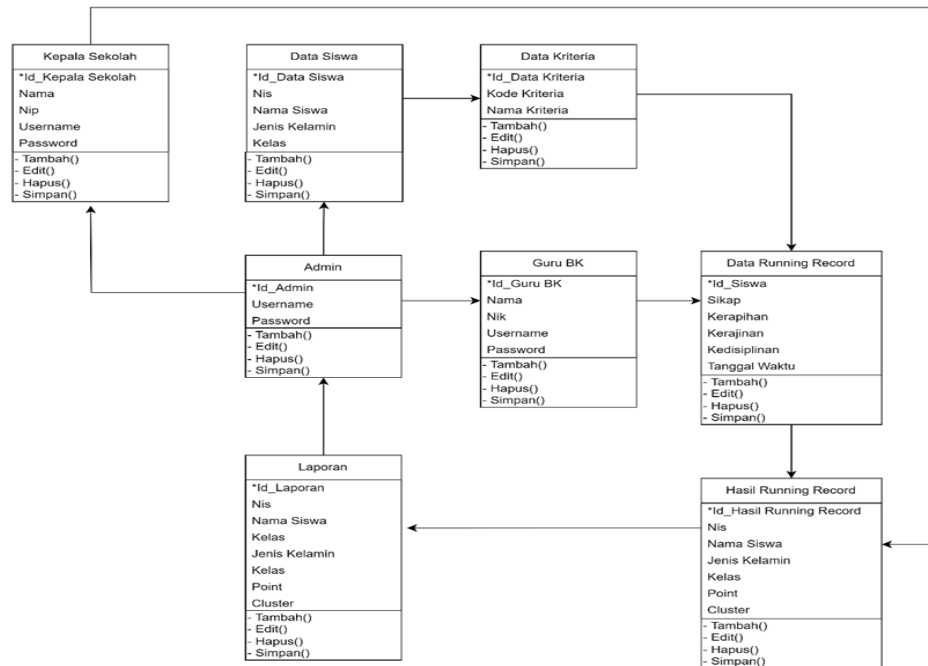 Kepala Sekolah
*Id_Kepala Sekolah
Nama
Nip
Username
Password
- Tambah()
- Edit()
- Hapus()
- Simpan()
Data Siswa
*Id_Data Siswa
Nis
Nama Siswa
Jenis Kelamin
Kelas
- Tambah()
- Edit()
- Hapus()
- Simpan()
Data Kriteria
*Id_Data Kriteria
Kode Kriteria
Nama Kriteria
- Tambah()
- Edit()
- Hapus()
- Simpan()
Admin
*Id_Admin
Username
Password
- Tambah()
- Edit()
- Hapus()
- Simpan()
Guru BK
*Id_Guru BK
Nama
Nik
Username
Password
- Tambah()
- Edit()
- Hapus()
- Simpan()
Data Running Record
*Id_Siswa
Sikap
Kerapihan
Kerajinan
Kedisiplinan
Tanggal Waktu
- Tambah()
- Edit()
- Hapus()
- Simpan()
Laporan
*Id_Laporan
Nis
Nama Siswa
Kelas
Jenis Kelamin
Kelas
Point
Cluster
- Tambah()
- Edit()
- Hapus()
- Simpan()
Hasil Running Record
*Id_Hasil Running Record
Nis
Nama Siswa
Jenis Kelamin
Kelas
Point
Cluster
- Tambah()
- Edit()
- Hapus()
- Simpan()